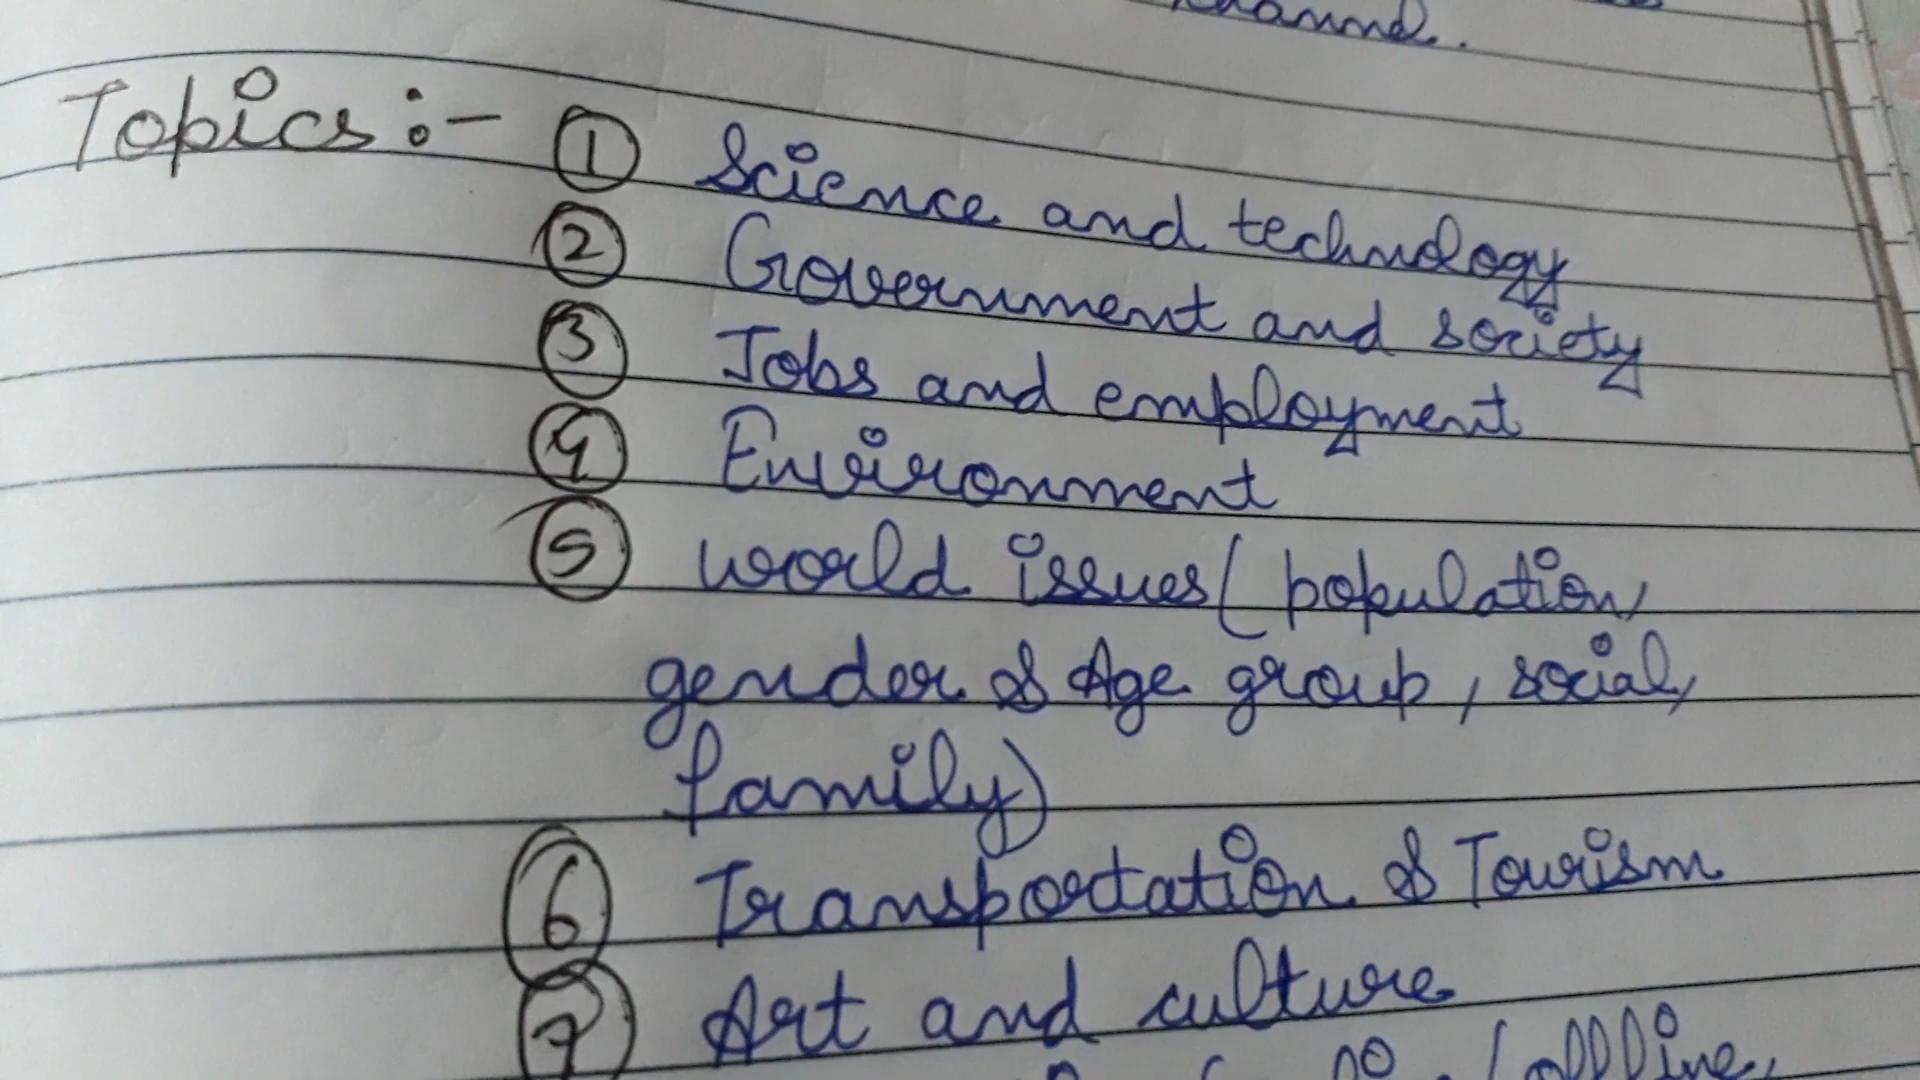 Topics :- ① Science and technology
② Government and society
③ Jobs and employment
④ Environment
⑤ world issues (population,
gender & Age group, social,
family)
⑥ Transportation & Tourism
⑦ Art and culture